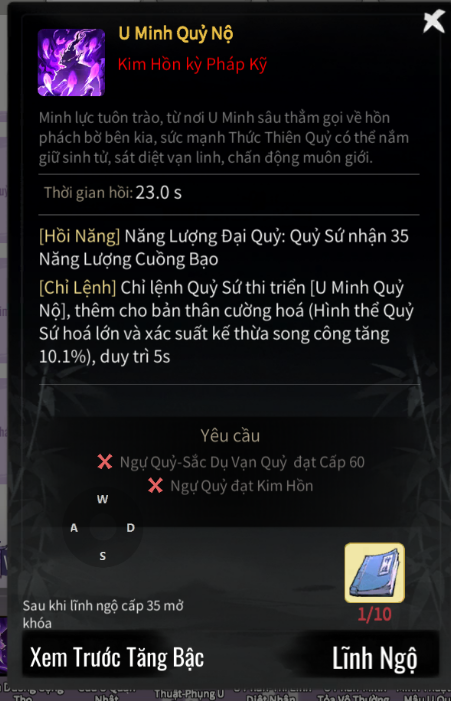 U Minh Quỷ Nộ
Kim Hồn kỳ Pháp Kỹ
Minh lực tuôn trào, từ nơi U Minh sâu thẳm gọi về hồn
phách bờ bên kia, sức mạnh Thức Thiên Quỷ có thể nắm
giữ sinh tử, sát diệt vạn linh, chấn động muôn giới.
Thời gian hồi: 23.0 s
[Hồi Năng] Năng Lượng Đại Quỷ: Quỷ Sứ nhận 35
Năng Lượng Cuồng Bạo
[Chỉ Lệnh] Chỉ lệnh Quỷ Sứ thi triển [U Minh Quỷ
Nộ], thêm cho bản thân cường hoá (Hình thể Quỷ
Sứ hoá lớn và xác suất kế thừa song công tăng
10.1%), duy trì 5s
Yêu cầu
Ngự Quỷ-Sắc Dụ Vạn Quỷ đạt Cấp 60
Ngự Quỷ đạt Kim Hồn
W
A D
S
1/10
Sau khi lĩnh ngộ cấp 35 mở
khóa
Xem Trước Tăng Bậc
Lĩnh Ngộ
Thuật-Phụng U